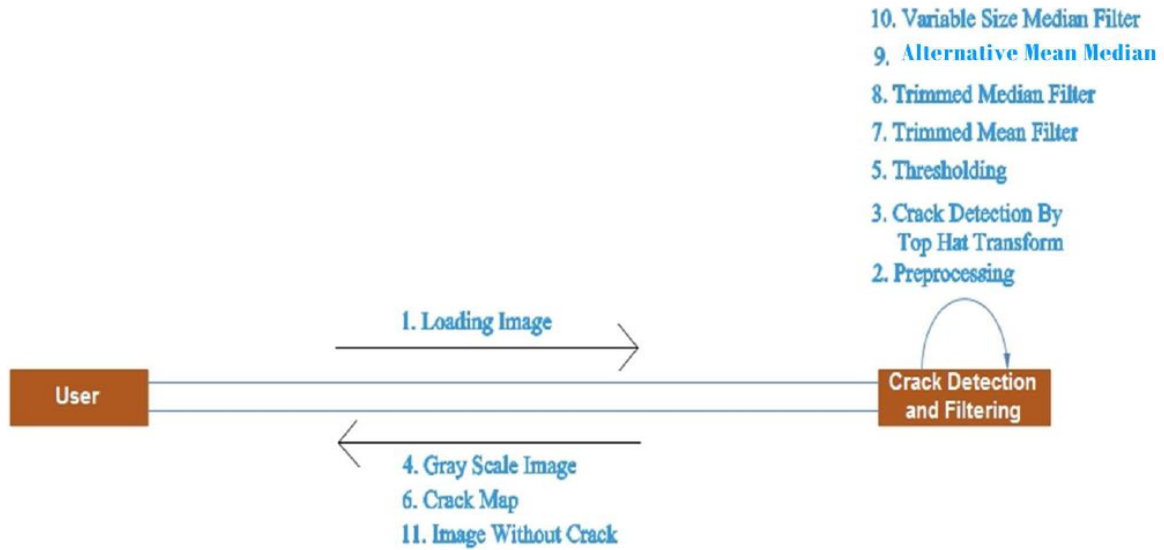 10. Variable Size Median Filter
9. Alternative Mean Median
8. Trimmed Median Filter
7. Trimmed Mean Filter
5. Thresholding
3. Crack Detection By
Top Hat Transform
2. Preprocessing
1. Loading Image
User
Crack Detection
and Filtering
4. Gray Scale Image
6. Crack Map
11. Image Without Crack